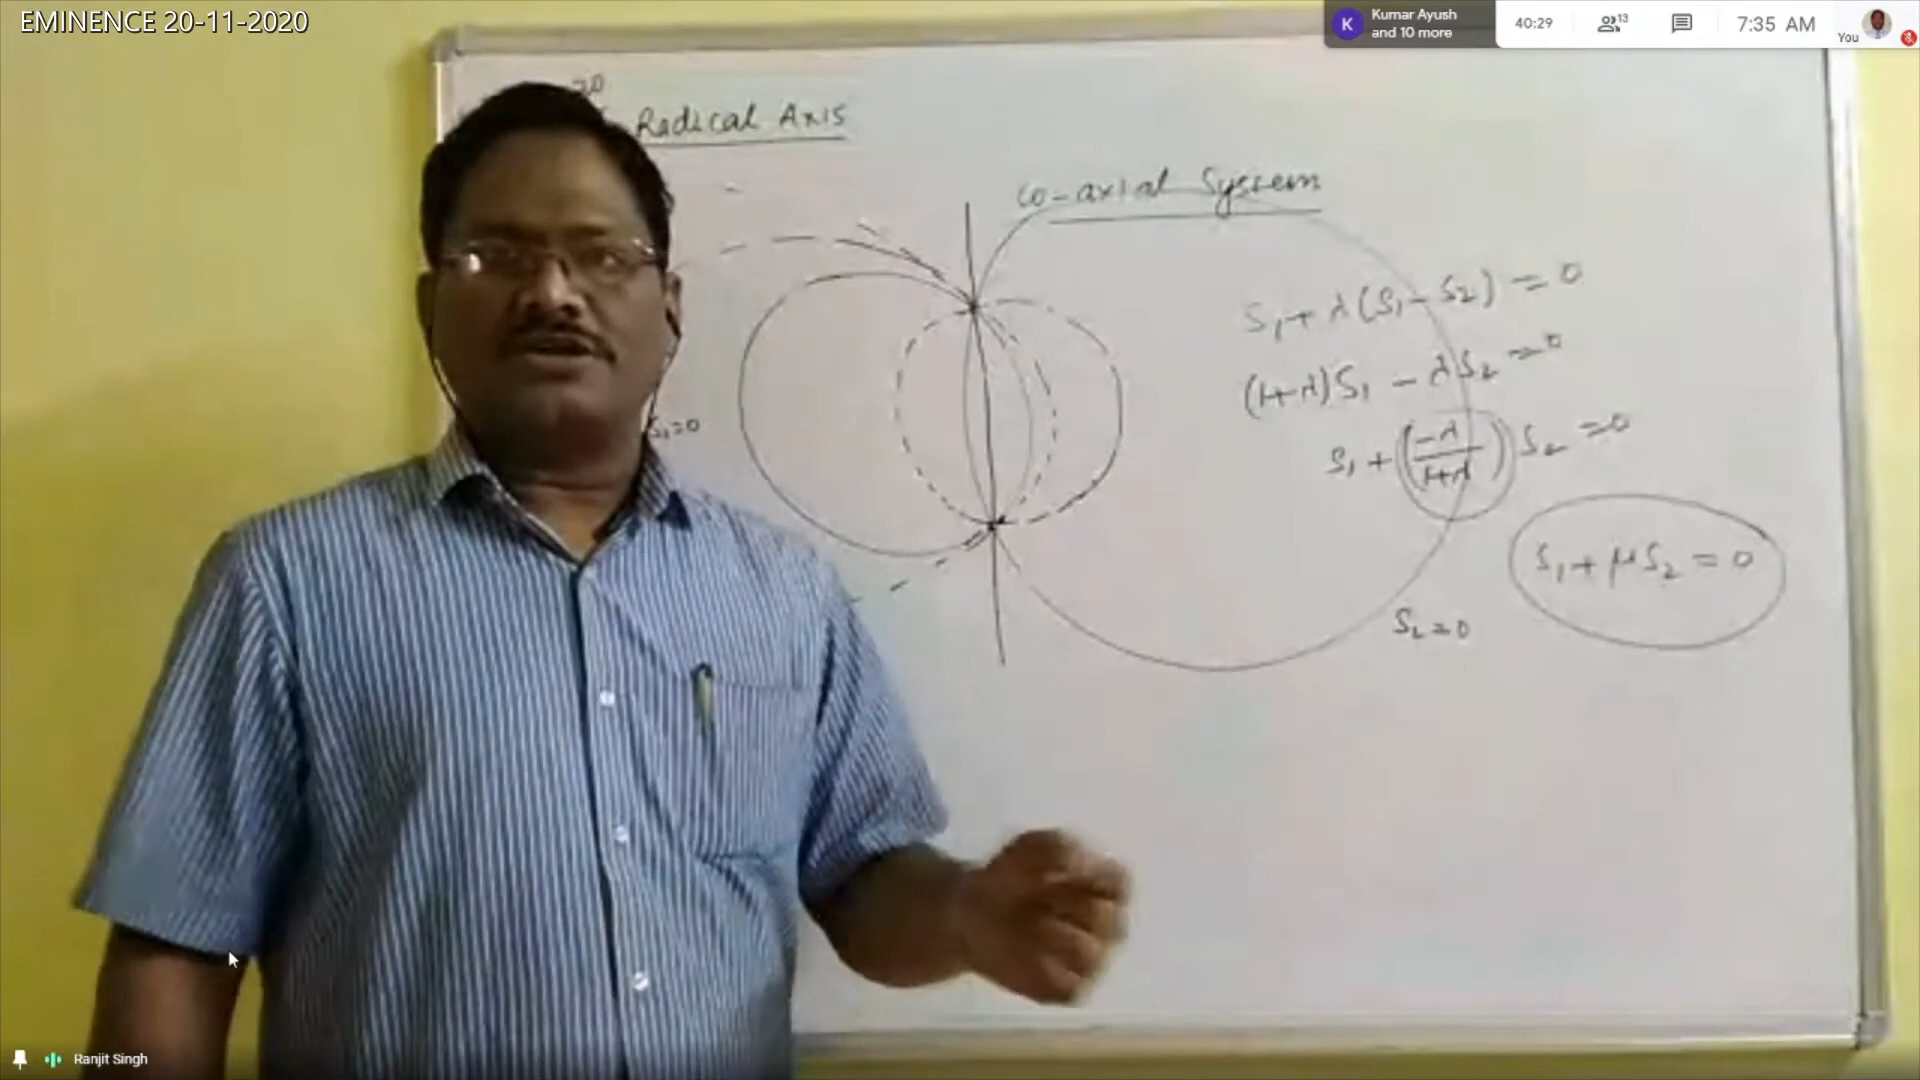 EMINENCE 20-11-2020
K
Kumar Ayush
and 10 more
40:29
13
7:35 AM
You
Radical Axis
Co-axial System
S₁ + λ(S₁ - S₂) = 0
(1+λ)S₁ - λS₂ = 0
S₁ + (-λ/1+λ) S₂ = 0
S₁ + μS₂ = 0
S₁ = 0
S₂ = 0
Ranjit Singh